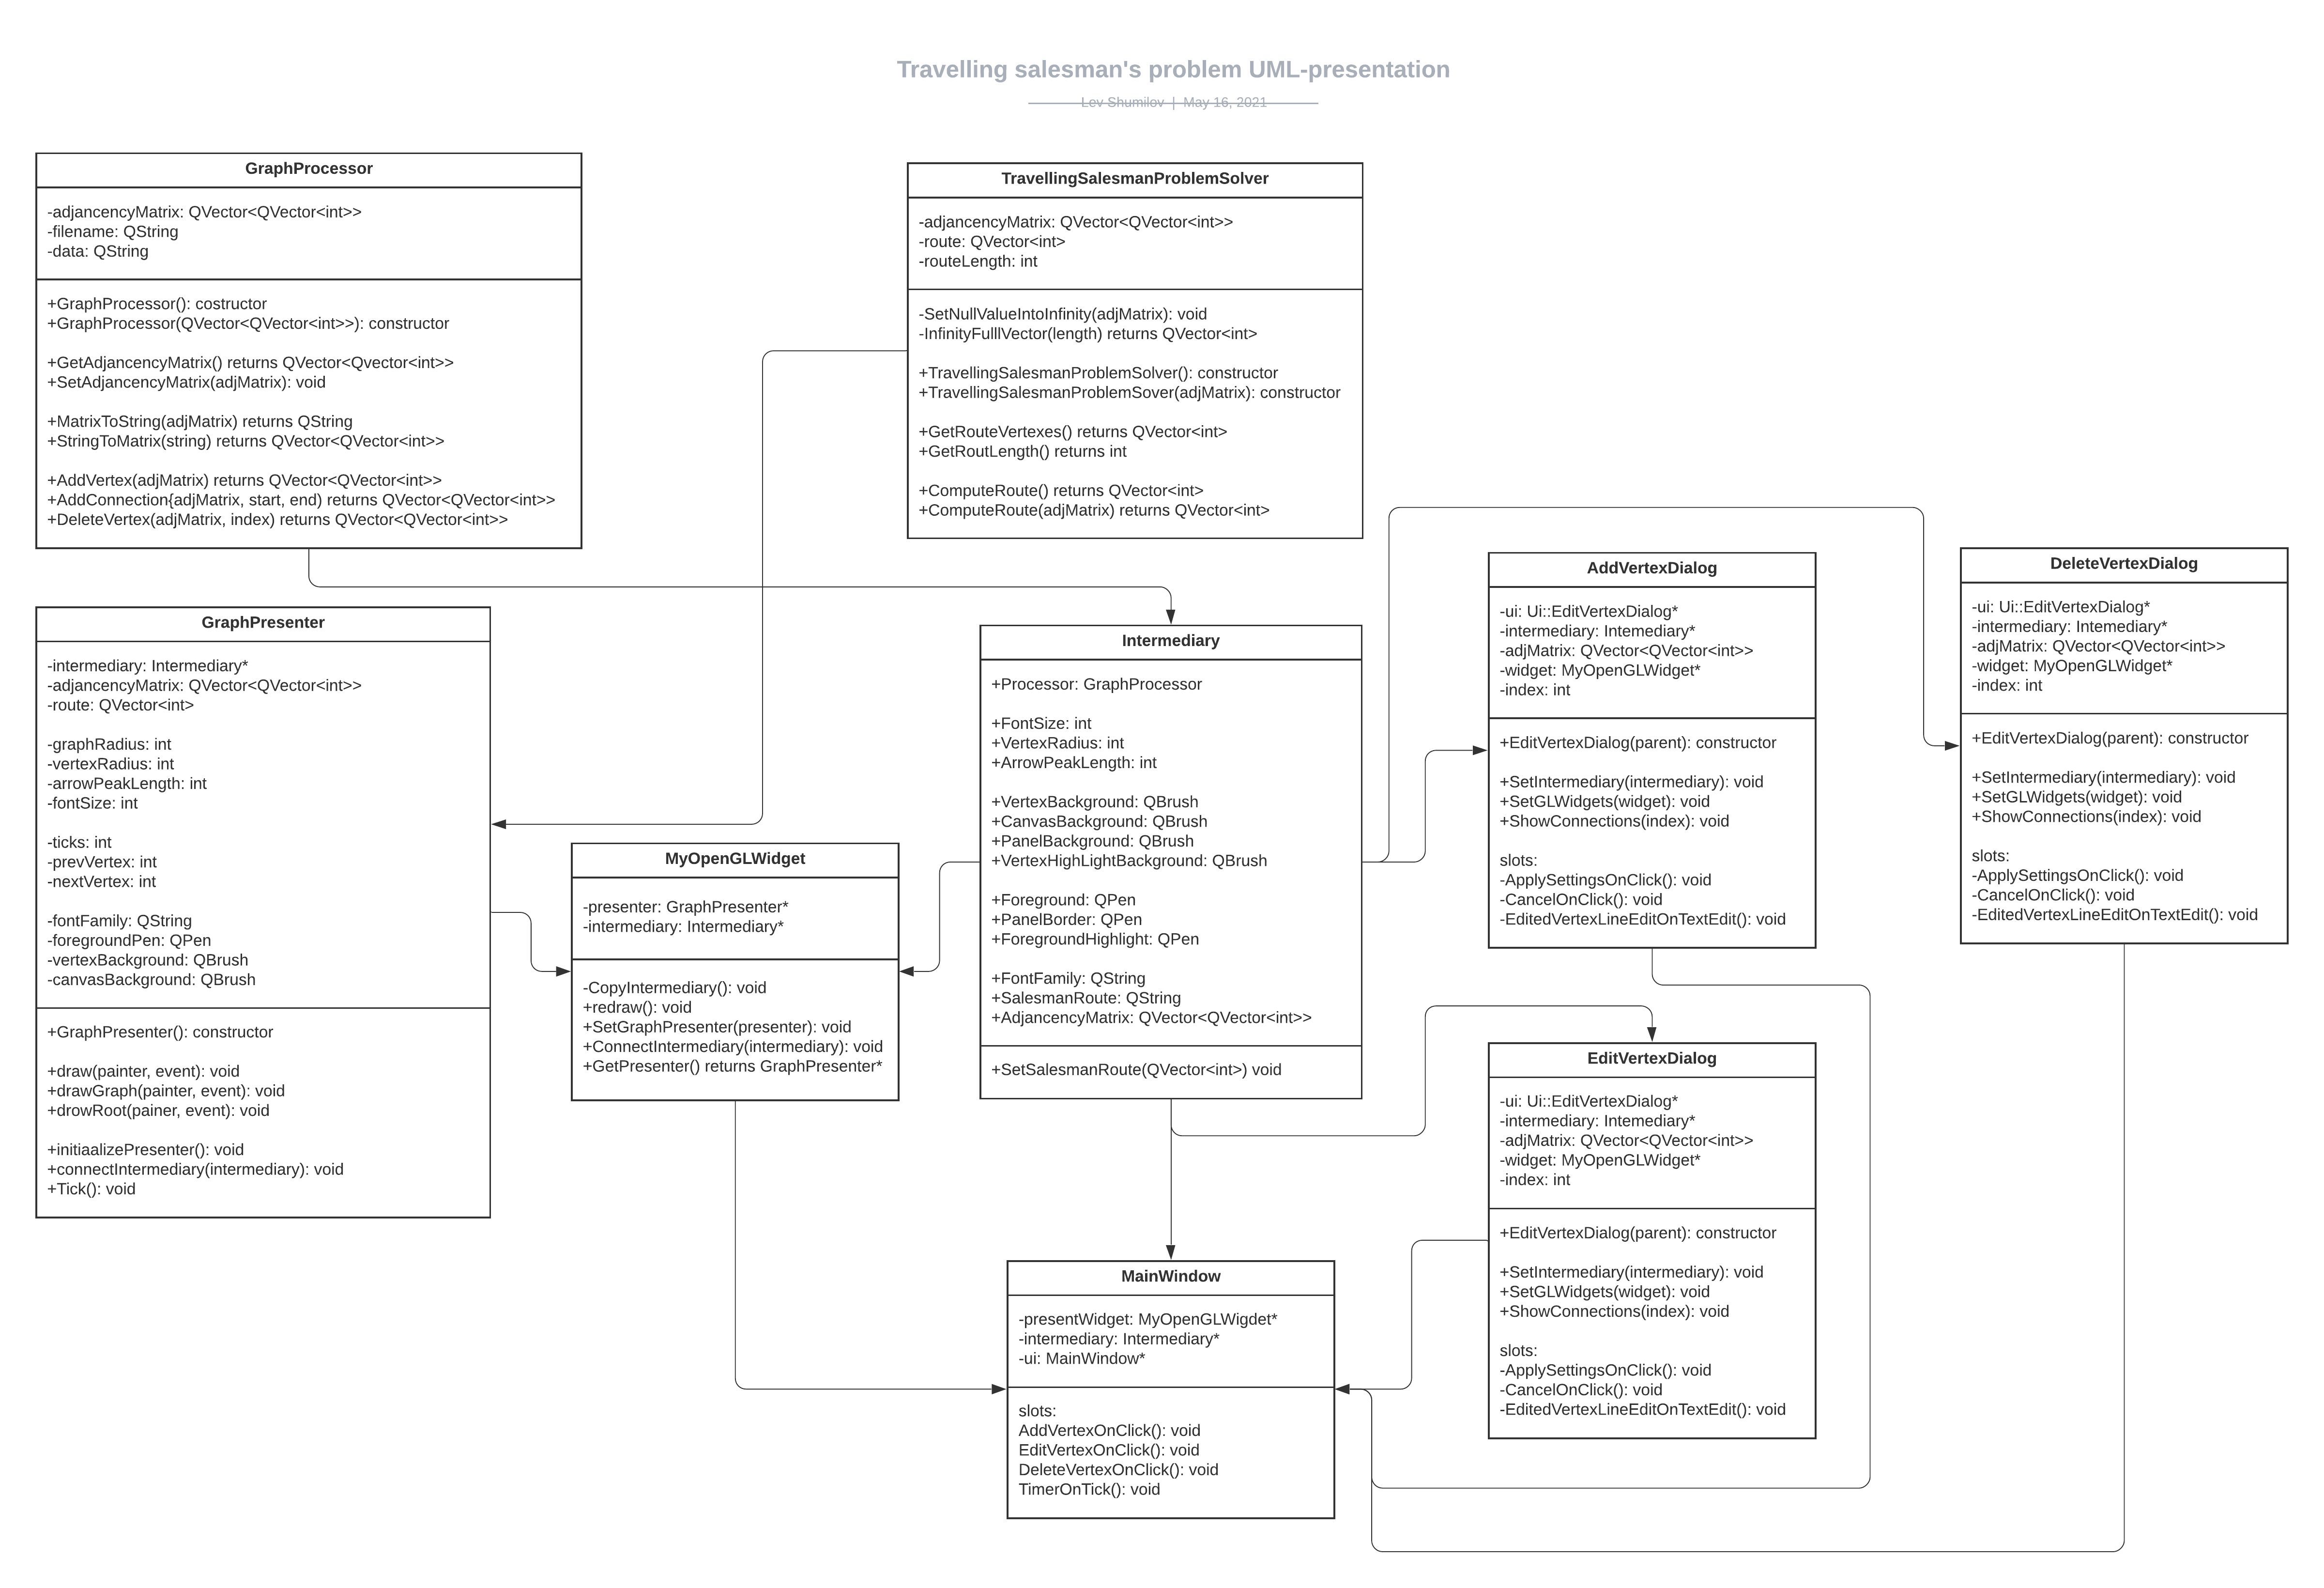 Travelling salesman's problem UML-presentation
Lev Shumilov | May 16, 2021
GraphProcessor
-adjancencyMatrix: QVector<QVector<int>>
-filename: QString
-data: QString
+GraphProcessor(): costructor
+GraphProcessor(QVector<QVector<int>>): constructor
+GetAdjancencyMatrix() returns QVector<Qvector<int>>
+SetAdjancencyMatrix(adjMatrix): void
+MatrixToString(adjMatrix) returns QString
+StringToMatrix(string) returns QVector<QVector<int>>
+AddVertex(adjMatrix) returns QVector<QVector<int>>
+AddConnection{adjMatrix, start, end) returns QVector<QVector<int>>
+DeleteVertex(adjMatrix, index) returns QVector<QVector<int>>
TravellingSalesmanProblemSolver
-adjancencyMatrix: QVector<QVector<int>>
-route: QVector<int>
-routeLength: int
-SetNullValueIntoInfinity(adjMatrix): void
-InfinityFulllVector(length) returns QVector<int>
+TravellingSalesmanProblemSolver(): constructor
+TravellingSalesmanProblemSover(adjMatrix): constructor
+GetRouteVertexes() returns QVector<int>
+GetRoutLength() returns int
+ComputeRoute() returns QVector<int>
+ComputeRoute(adjMatrix) returns QVector<int>
GraphPresenter
-intermediary: Intermediary*
-adjancencyMatrix: QVector<QVector<int>>
-route: QVector<int>
-graphRadius: int
-vertexRadius: int
-arrowPeakLength: int
-fontSize: int
-ticks: int
-prevVertex: int
-nextVertex: int
-fontFamily: QString
-foregroundPen: QPen
-vertexBackground: QBrush
-canvasBackground: QBrush
+GraphPresenter(): constructor
+draw(painter, event): void
+drawGraph(painter, event): void
+drowRoot(painer, event): void
+initiaalizePresenter(): void
+connectIntermediary(intermediary): void
+Tick(): void
MyOpenGLWidget
-presenter: GraphPresenter*
-intermediary: Intermediary*
-CopyIntermediary(): void
+redraw(): void
+SetGraphPresenter(presenter): void
+ConnectIntermediary(intermediary): void
+GetPresenter() returns GraphPresenter*
Intermediary
+Processor: GraphProcessor
+FontSize: int
+VertexRadius: int
+ArrowPeakLength: int
+VertexBackground: QBrush
+CanvasBackground: QBrush
+PanelBackground: QBrush
+VertexHighLightBackground: QBrush
+Foreground: QPen
+PanelBorder: QPen
+ForegroundHighlight: QPen
+FontFamily: QString
+SalesmanRoute: QString
+AdjancencyMatrix: QVector<QVector<int>>
+SetSalesmanRoute(QVector<int>) void
AddVertexDialog
-ui: Ui::EditVertexDialog*
-intermediary: Intemediary*
-adjMatrix: QVector<QVector<int>>
-widget: MyOpenGLWidget*
-index: int
+EditVertexDialog(parent): constructor
+SetIntermediary(intermediary): void
+SetGLWidgets(widget): void
+ShowConnections(index): void
slots:
-ApplySettingsOnClick(): void
-CancelOnClick(): void
-EditedVertexLineEditOnTextEdit(): void
DeleteVertexDialog
-ui: Ui::EditVertexDialog*
-intermediary: Intemediary*
-adjMatrix: QVector<QVector<int>>
-widget: MyOpenGLWidget*
-index: int
+EditVertexDialog(parent): constructor
+SetIntermediary(intermediary): void
+SetGLWidgets(widget): void
+ShowConnections(index): void
slots:
-ApplySettingsOnClick(): void
-CancelOnClick(): void
-EditedVertexLineEditOnTextEdit(): void
EditVertexDialog
-ui: Ui::EditVertexDialog*
-intermediary: Intemediary*
-adjMatrix: QVector<QVector<int>>
-widget: MyOpenGLWidget*
-index: int
+EditVertexDialog(parent): constructor
+SetIntermediary(intermediary): void
+SetGLWidgets(widget): void
+ShowConnections(index): void
slots:
-ApplySettingsOnClick(): void
-CancelOnClick(): void
-EditedVertexLineEditOnTextEdit(): void
MainWindow
-presentWidget: MyOpenGLWigdet*
-intermediary: Intermediary*
-ui: MainWindow*
slots:
AddVertexOnClick(): void
EditVertexOnClick(): void
DeleteVertexOnClick(): void
TimerOnTick(): void